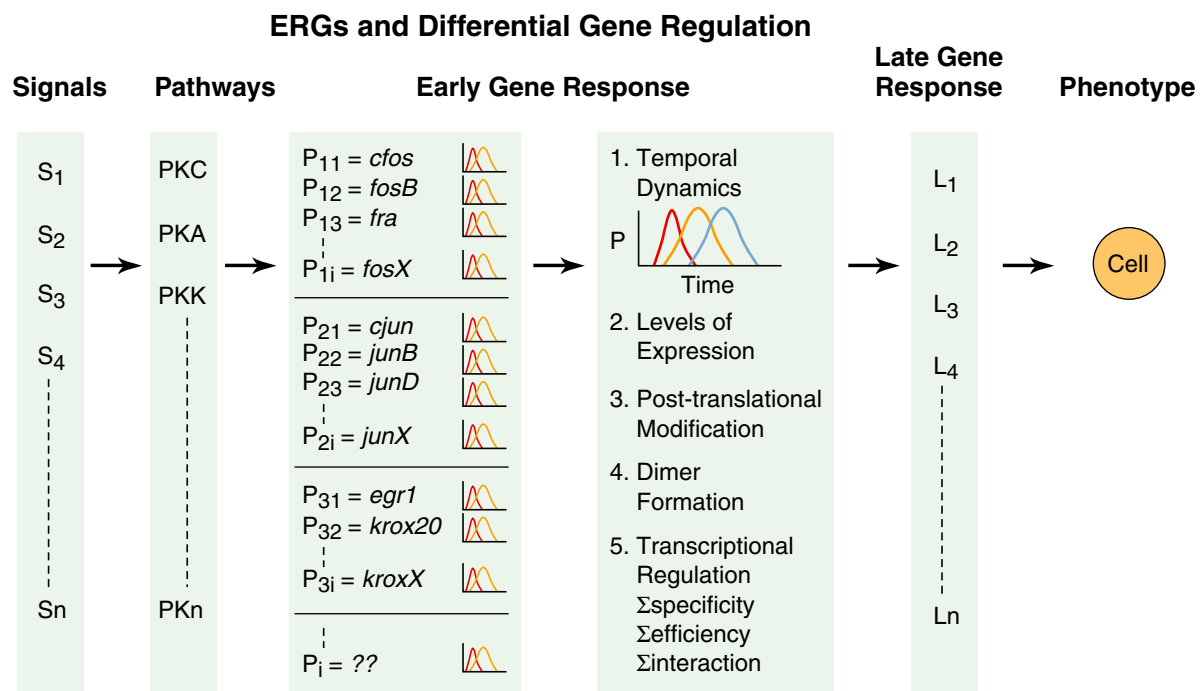 ERGs and Differential Gene Regulation
Signals
Pathways
Early Gene Response
Late Gene
Response
Phenotype
S1
S2
S3
S4
Sn
PKC
PKA
PKK
PKn
P11 = cfos
P12 = fosB
P13 = fra
P1i = fosX
P21 = cjun
P22 = junB
P23 = junD
P2i = junX
P31 = egr1
P32 = krox20
P3i = kroxX
Pi = ??
1. Temporal
Dynamics
P
Time
2. Levels of
Expression
3. Post-translational
Modification
4. Dimer
Formation
5. Transcriptional
Regulation
Σspecificity
Σefficiency
Σinteraction
L1
L2
L3
L4
Ln
Cell